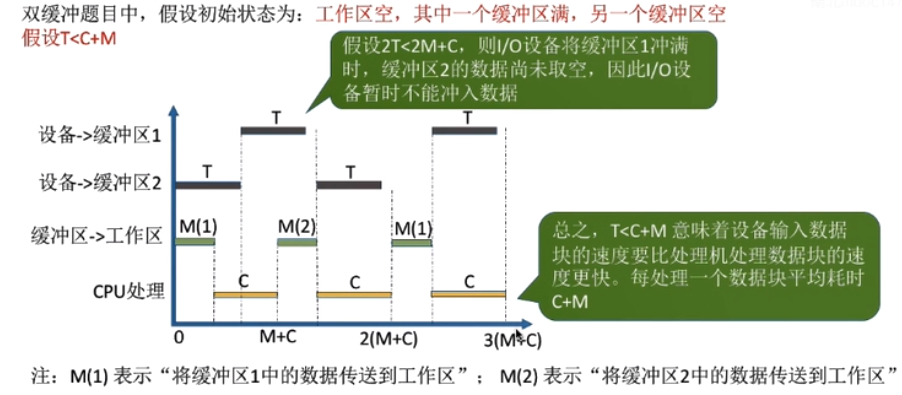 双缓冲题目中，假设初始状态为：工作区空，其中一个缓冲区满，另一个缓冲区空
假设T<C+M
假设2T<2M+C，则I/O设备将缓冲区1冲满
时，缓冲区2的数据尚未取空，因此I/O设
备暂时不能冲入数据
设备->缓冲区1
T
T
设备->缓冲区2
T
T
缓冲区->工作区
M(1)
M(2)
M(1)
CPU处理
C
C
C
总之，T<C+M 意味着设备输入数据
块的速度要比处理机处理数据块的速
度更快。每处理一个数据块平均耗时
C+M
0
M+C
2(M+C)
3(M+C)
注：M(1) 表示“将缓冲区1中的数据传送到工作区”； M(2) 表示“将缓冲区2中的数据传送到工作区”